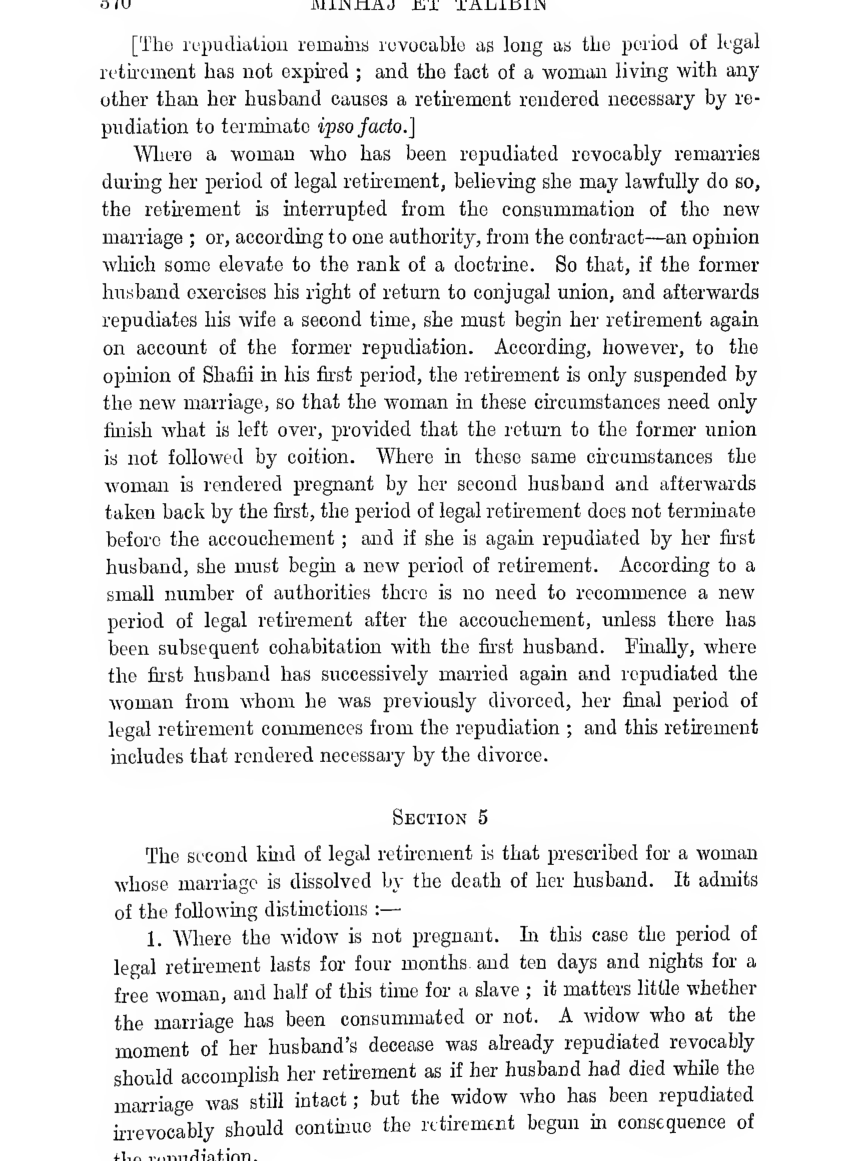 370 MINHAJ ET TALIBIN
[The repudiation remains revocable as long as the period of legal
retirement has not expired ; and the fact of a woman living with any
other than her husband causes a retirement rendered necessary by re-
pudiation to terminate ipso facto.]
Where a woman who has been repudiated revocably remarries
during her period of legal retirement, believing she may lawfully do so,
the retirement is interrupted from the consummation of the new
marriage ; or, according to one authority, from the contract—an opinion
which some elevate to the rank of a doctrine. So that, if the former
husband exercises his right of return to conjugal union, and afterwards
repudiates his wife a second time, she must begin her retirement again
on account of the former repudiation. According, however, to the
opinion of Shafii in his first period, the retirement is only suspended by
the new marriage, so that the woman in these circumstances need only
finish what is left over, provided that the return to the former union
is not followed by coition. Where in these same circumstances the
woman is rendered pregnant by her second husband and afterwards
taken back by the first, the period of legal retirement does not terminate
before the accouchement ; and if she is again repudiated by her first
husband, she must begin a new period of retirement. According to a
small number of authorities there is no need to recommence a new
period of legal retirement after the accouchement, unless there has
been subsequent cohabitation with the first husband. Finally, where
the first husband has successively married again and repudiated the
woman from whom he was previously divorced, her final period of
legal retirement commences from the repudiation ; and this retirement
includes that rendered necessary by the divorce.
SECTION 5
The second kind of legal retirement is that prescribed for a woman
whose marriage is dissolved by the death of her husband. It admits
of the following distinctions :—
1. Where the widow is not pregnant. In this case the period of
legal retirement lasts for four months and ten days and nights for a
free woman, and half of this time for a slave ; it matters little whether
the marriage has been consummated or not. A widow who at the
moment of her husband's decease was already repudiated revocably
should accomplish her retirement as if her husband had died while the
marriage was still intact ; but the widow who has been repudiated
irrevocably should continue the retirement begun in consequence of
the repudiation.